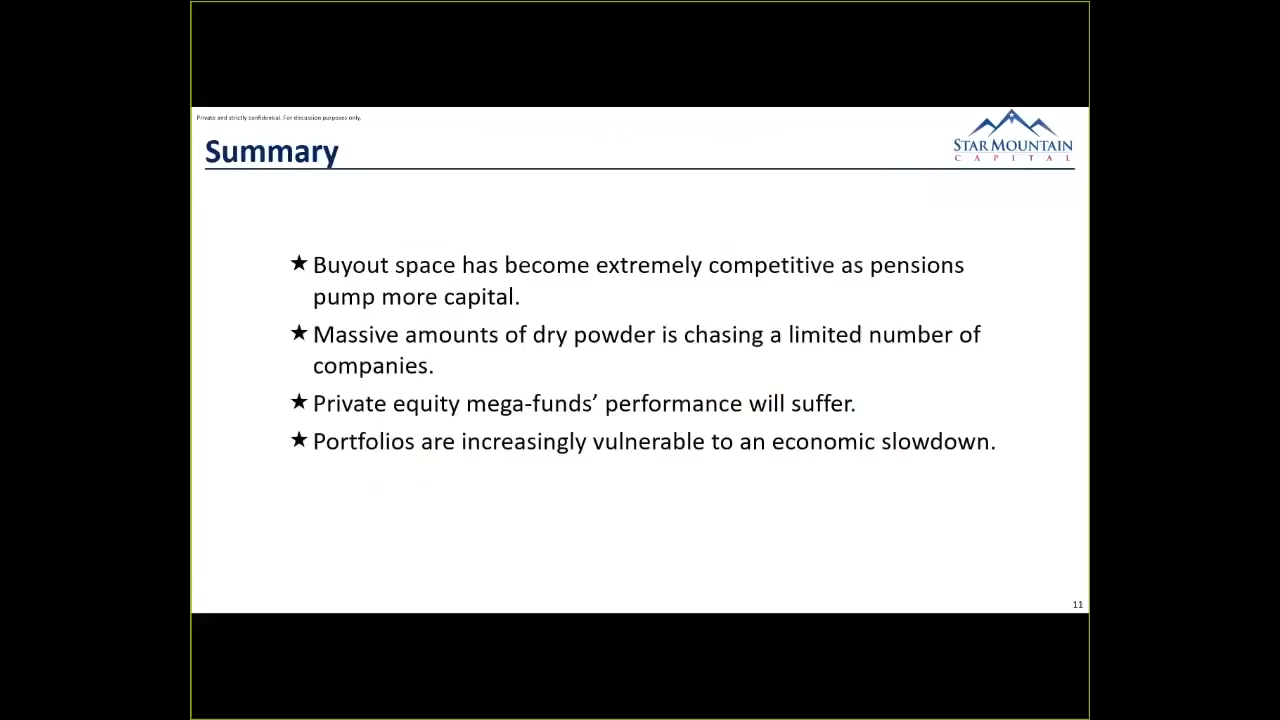 Private and strictly confidential. For discussion purposes only.
Summary
STAR MOUNTAIN
CAPITAL
★ Buyout space has become extremely competitive as pensions
pump more capital.
★ Massive amounts of dry powder is chasing a limited number of
companies.
★ Private equity mega-funds’ performance will suffer.
★ Portfolios are increasingly vulnerable to an economic slowdown.
11